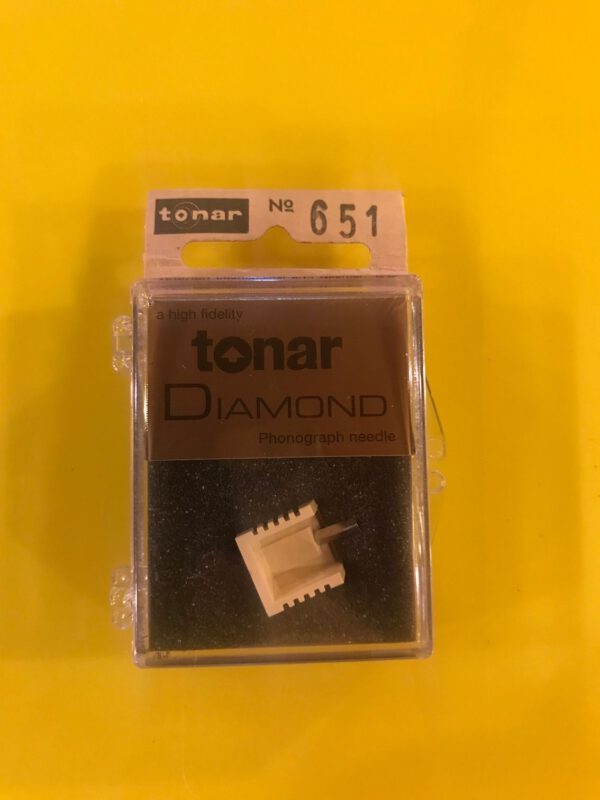 tonar Nº 651
a high fidelity
tonar
DIAMOND
Phonograph needle